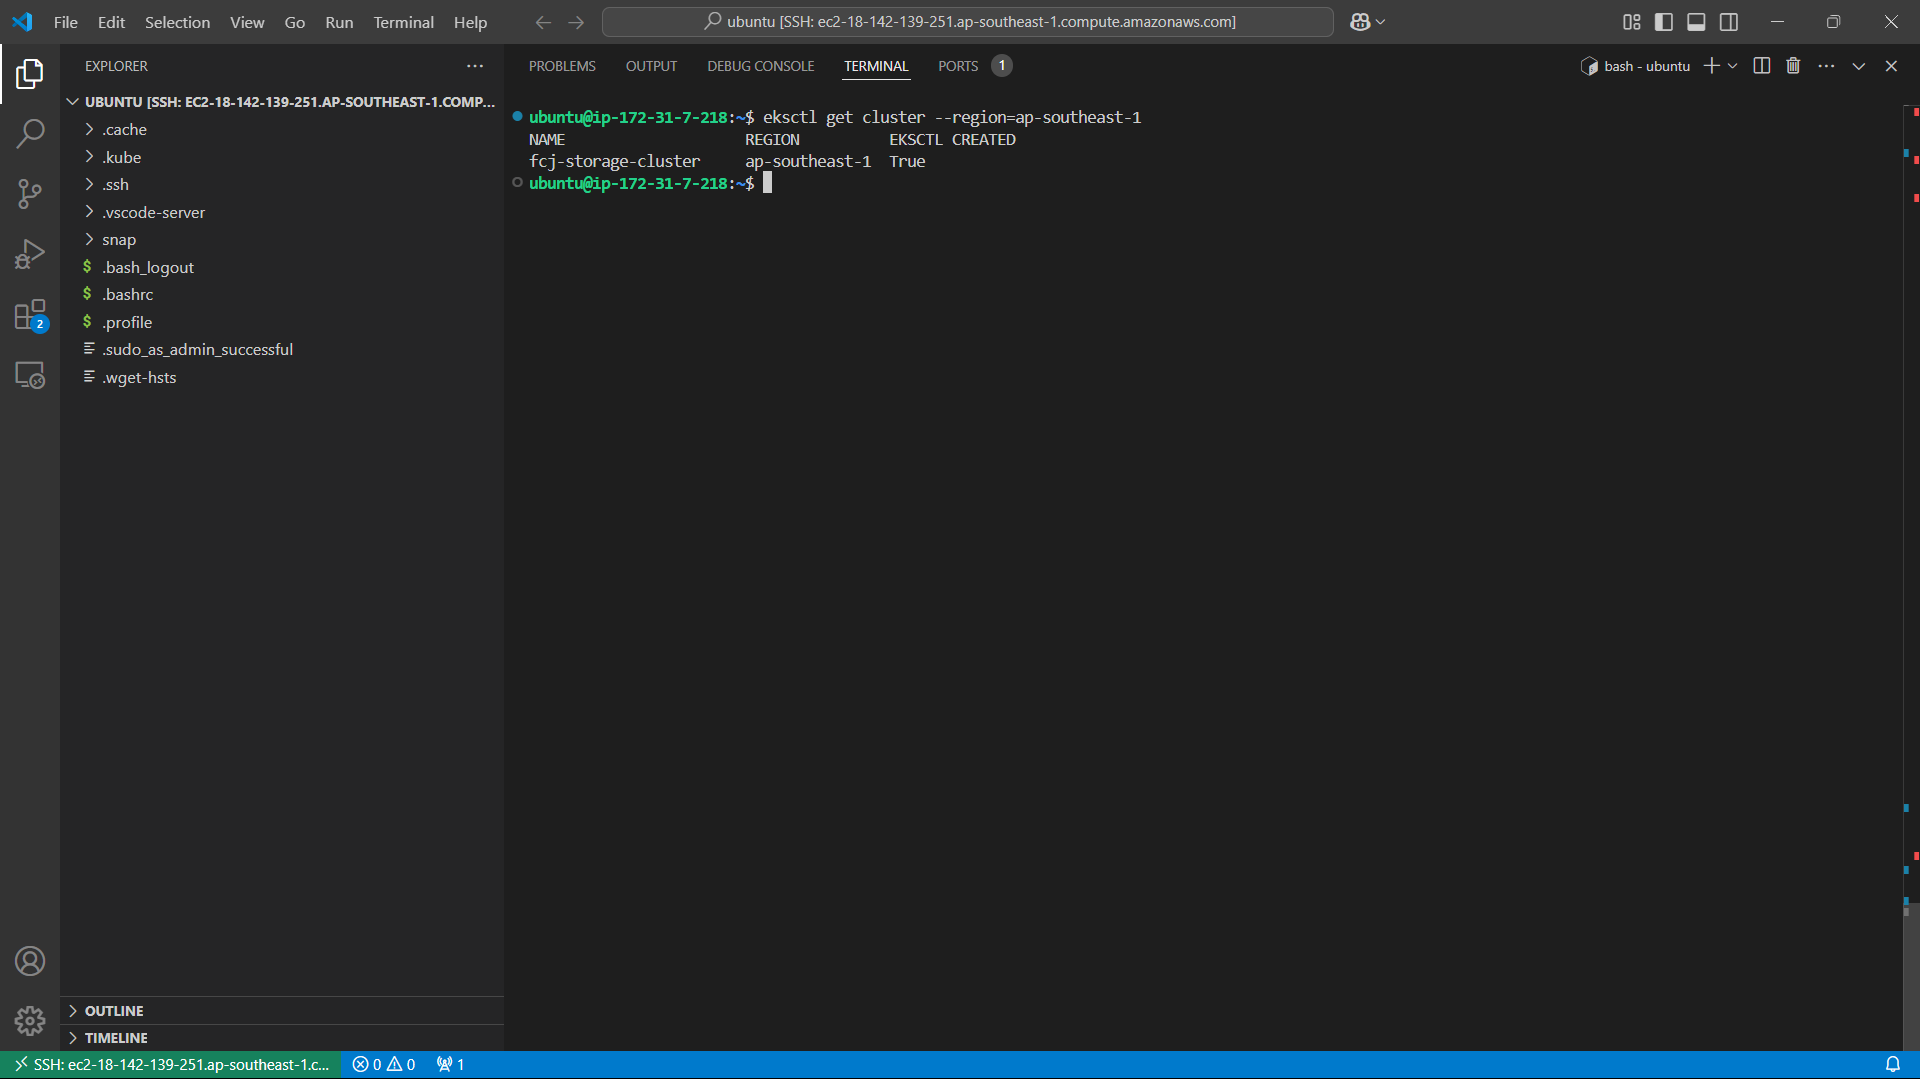 File Edit Selection View Go Run Terminal Help
ubuntu [SSH: ec2-18-142-139-251.ap-southeast-1.compute.amazonaws.com]
EXPLORER
UBUNTU [SSH: EC2-18-142-139-251.AP-SOUTHEAST-1.COMP...
.cache
.kube
.ssh
.vscode-server
snap
$ .bash_logout
$ .bashrc
$ .profile
.sudo_as_admin_successful
.wget-hsts
2
OUTLINE
TIMELINE
PROBLEMS OUTPUT DEBUG CONSOLE TERMINAL PORTS 1
bash - ubuntu
ubuntu@ip-172-31-7-218:~$ eksctl get cluster --region=ap-southeast-1
NAME REGION EKSCTL CREATED
fcj-storage-cluster ap-southeast-1 True
ubuntu@ip-172-31-7-218:~$
SSH: ec2-18-142-139-251.ap-southeast-1.c... 0 0 1